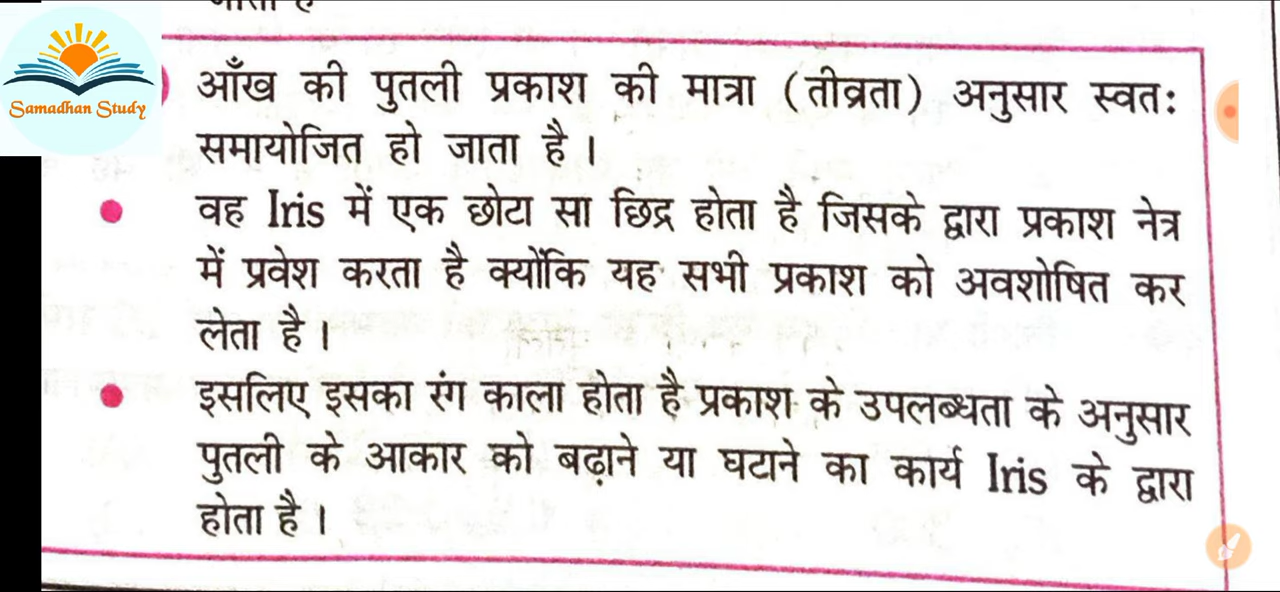 Samadhan Study
आँख की पुतली प्रकाश की मात्रा (तीव्रता) अनुसार स्वतः
समायोजित हो जाता है।
वह Iris में एक छोटा सा छिद्र होता है जिसके द्वारा प्रकाश नेत्र
में प्रवेश करता है क्योंकि यह सभी प्रकाश को अवशोषित कर
लेता है।
इसलिए इसका रंग काला होता है प्रकाश के उपलब्धता के अनुसार
पुतली के आकार को बढ़ाने या घटाने का कार्य Iris के द्वारा
होता है।